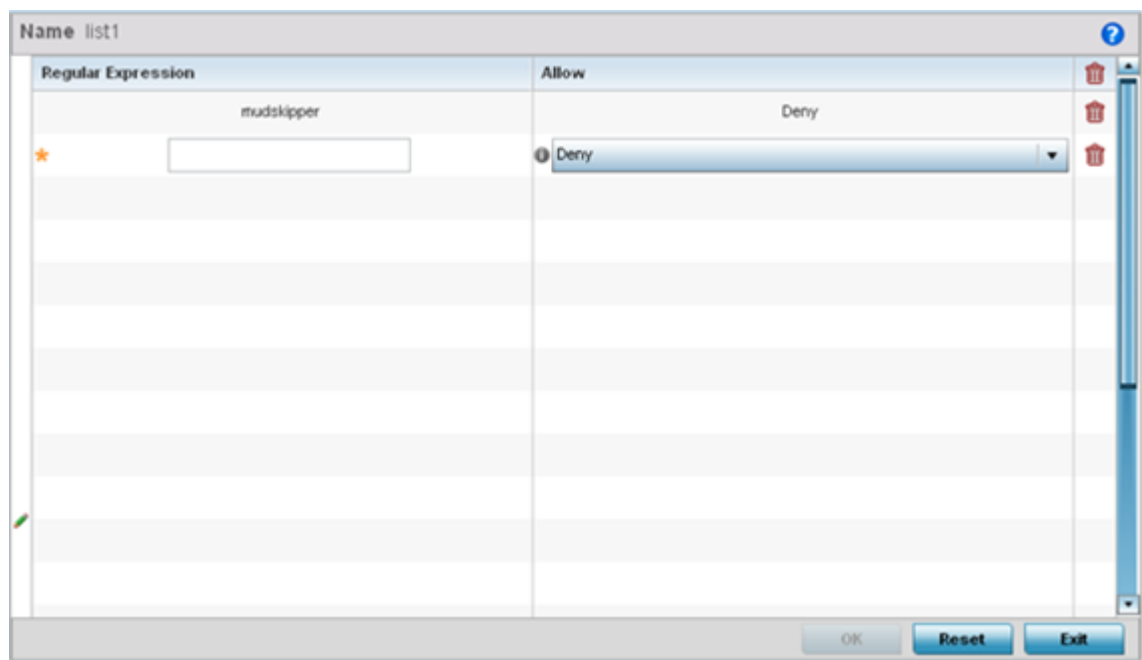 Name list1
Regular Expression Allow
mudskipper Deny
Deny
OK Reset Exit